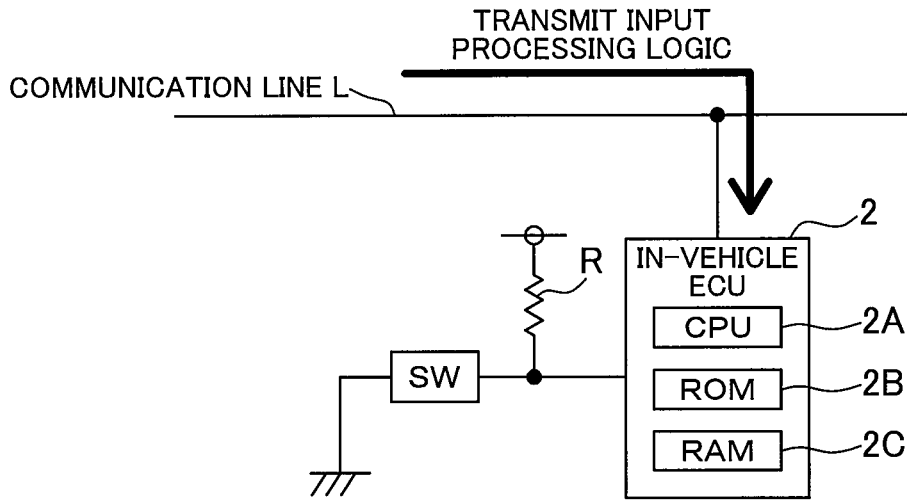 TRANSMIT INPUT
PROCESSING LOGIC
COMMUNICATION LINE L
2
R
IN-VEHICLE
ECU
CPU
2A
SW
ROM
2B
RAM
2C